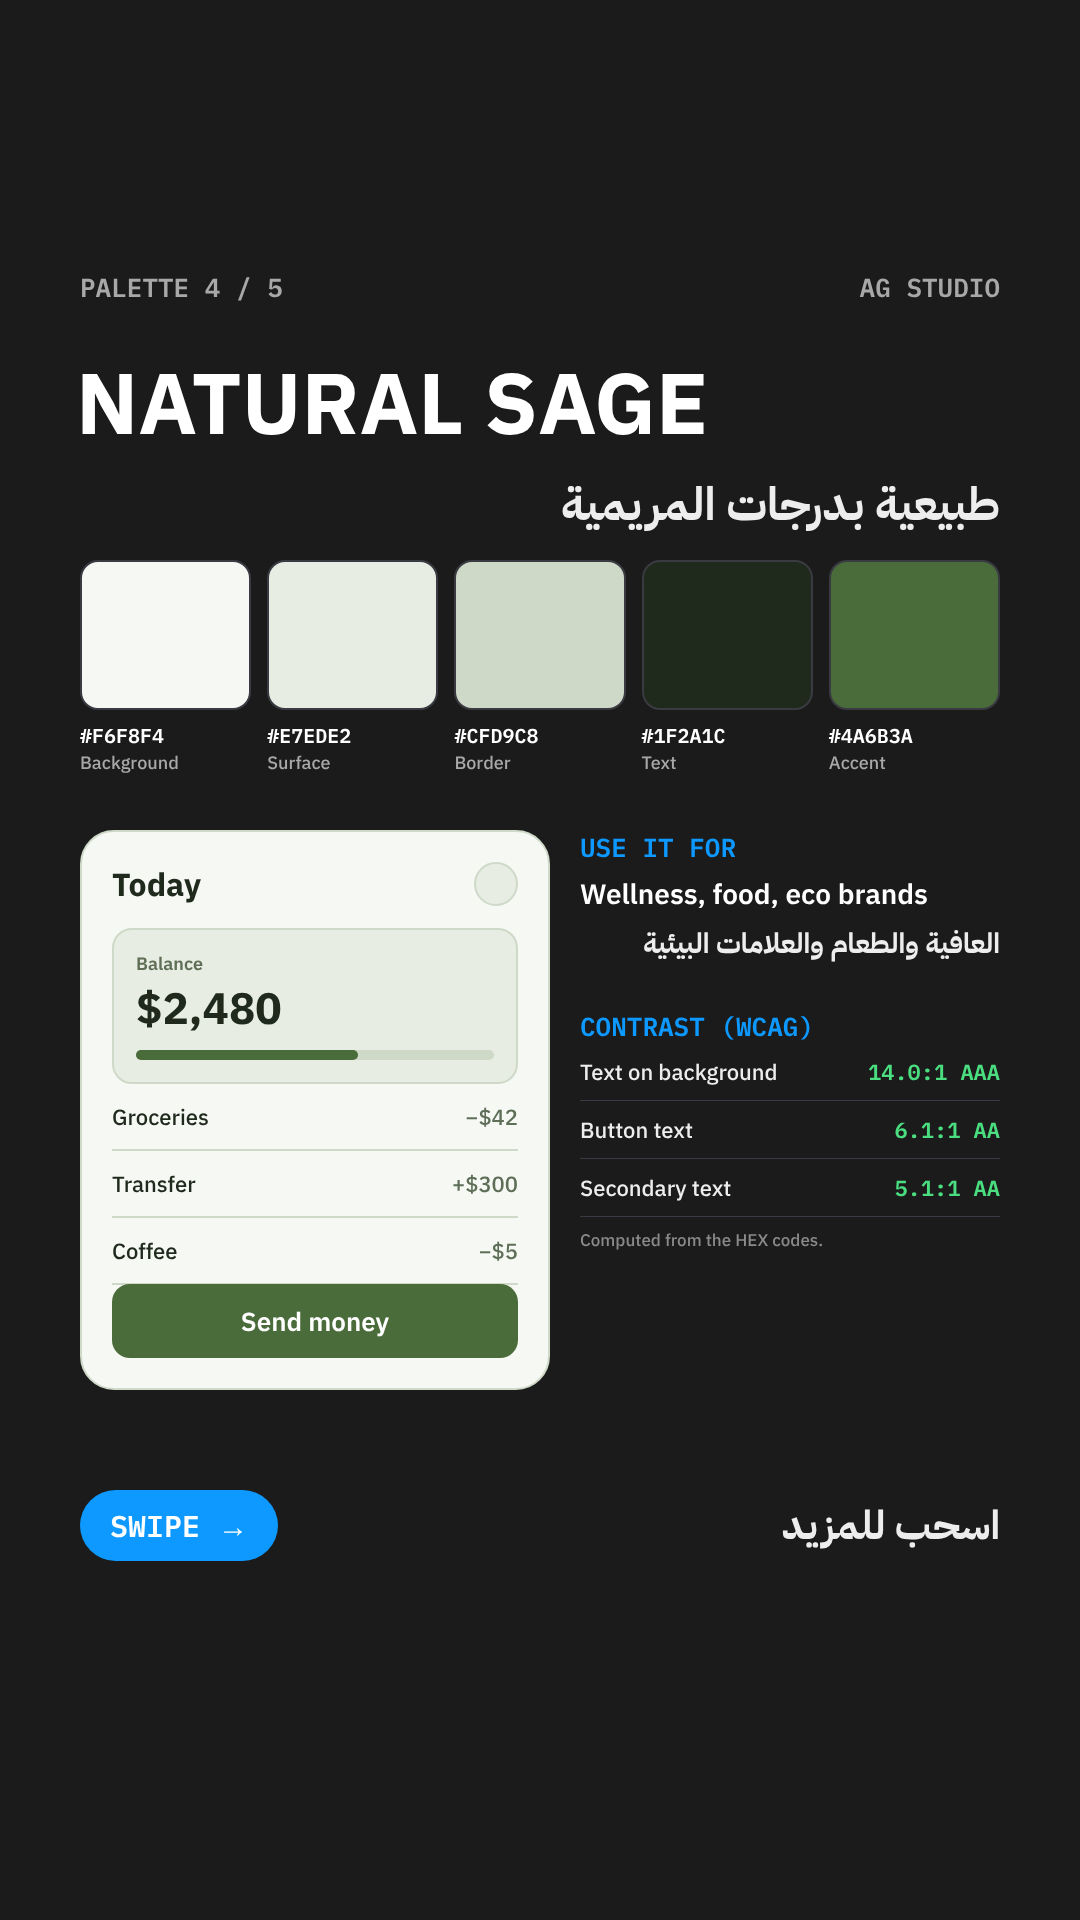 PALETTE 4 / 5
AG STUDIO
NATURAL SAGE
طبيعية بدرجات المريمية
#F6F8F4
#E7EDE2
#CFD9C8
#1F2A1C
#4A6B3A
Background
Surface
Border
Text
Accent
Today
Balance
$2,480
Groceries
−$42
Transfer
+$300
Coffee
−$5
Send money
USE IT FOR
Wellness, food, eco brands
العافية والطعام والعلامات البيئية
CONTRAST (WCAG)
Text on background 14.0:1 AAA
Button text 6.1:1 AA
Secondary text 5.1:1 AA
Computed from the HEX codes.
SWIPE →
اسحب للمزيد